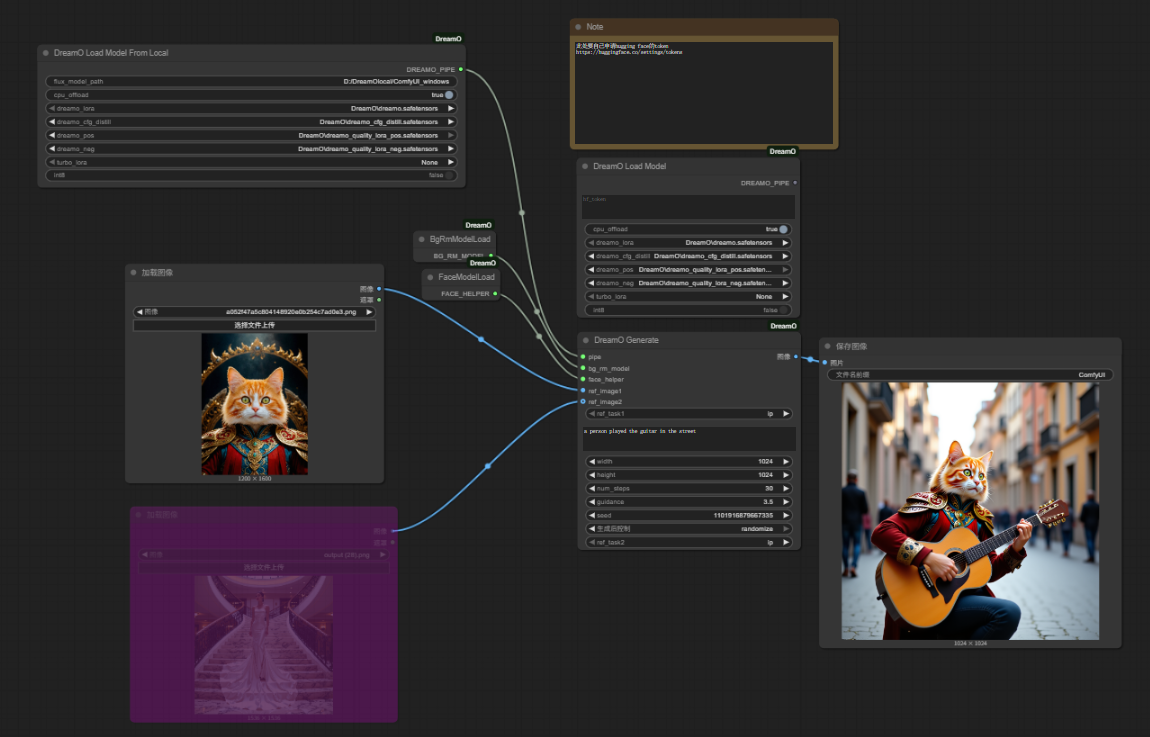 DreamO
DreamO Load Model From Local
DREAMO_PIPE
flux_model_path D:/DreamOlocal/ComfyUI_windows
cpu_offload true
dreamo_lora DreamO\dreamo.safetensors
dreamo_cfg_distill DreamO\dreamo_cfg_distill.safetensors
dreamo_pos DreamO\dreamo_quality_lora_pos.safetensors
dreamo_neg DreamO\dreamo_quality_lora_neg.safetensors
turbo_lora None
int8 false
Note
此处要自己申请hugging face的token
https://huggingface.co/settings/tokens
DreamO
DreamO Load Model
DREAMO_PIPE
hf_token
cpu_offload true
dreamo_lora DreamO\dreamo.safetensors
dreamo_cfg_distill DreamO\dreamo_cfg_distill.safetensors
dreamo_pos DreamO\dreamo_quality_lora_pos.safeten...
dreamo_neg DreamO\dreamo_quality_lora_neg.safeten...
turbo_lora None
int8 false
DreamO
BgRmModelLoad
BG_RM_MODEL
DreamO
FaceModelLoad
FACE_HELPER
加载图像
图像
遮罩
图像
选择文件上传
1200 × 1600
加载图像
图像
遮罩
图像 output (29).png
选择文件上传
DreamO
DreamO Generate
pipe 图像
bg_rm_model
face_helper
ref_image1
ref_image2
ref_task1 ip
a person played the guitar in the street
width 1024
height 1024
num_steps 30
guidance 3.5
seed 1101916879667335
生成后控制 randomize
ref_task2 ip
保存图像
图片
文件名前缀 ComfyUI
1024 × 1024